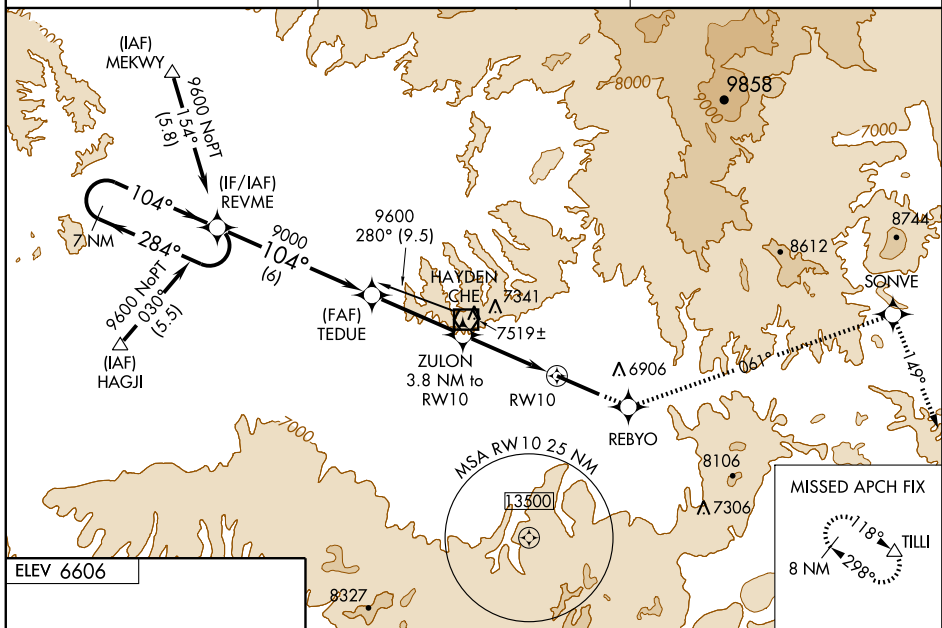 (IAF)
MEKWY
9600 NoPT
154°
(5.8)
8000
9000
9858
7000
(IF/IAF)
REVME
104°
7 NM
284°
9000
104°
(6)
9600
280° (9.5)
8744
8612
SONVE
9600 NoPT
030°
(5.5)
(IAF)
HAGJI
HAYDEN
CHE
7341
7519±
(FAF)
TEDUE
ZULON
3.8 NM to
RW10
RW10
6906
061°
149°
REBYO
7000
MSA RW10 25 NM
13500
8106
7306
MISSED APCH FIX
118°
TILLI
298°
8 NM
ELEV 6606
8327